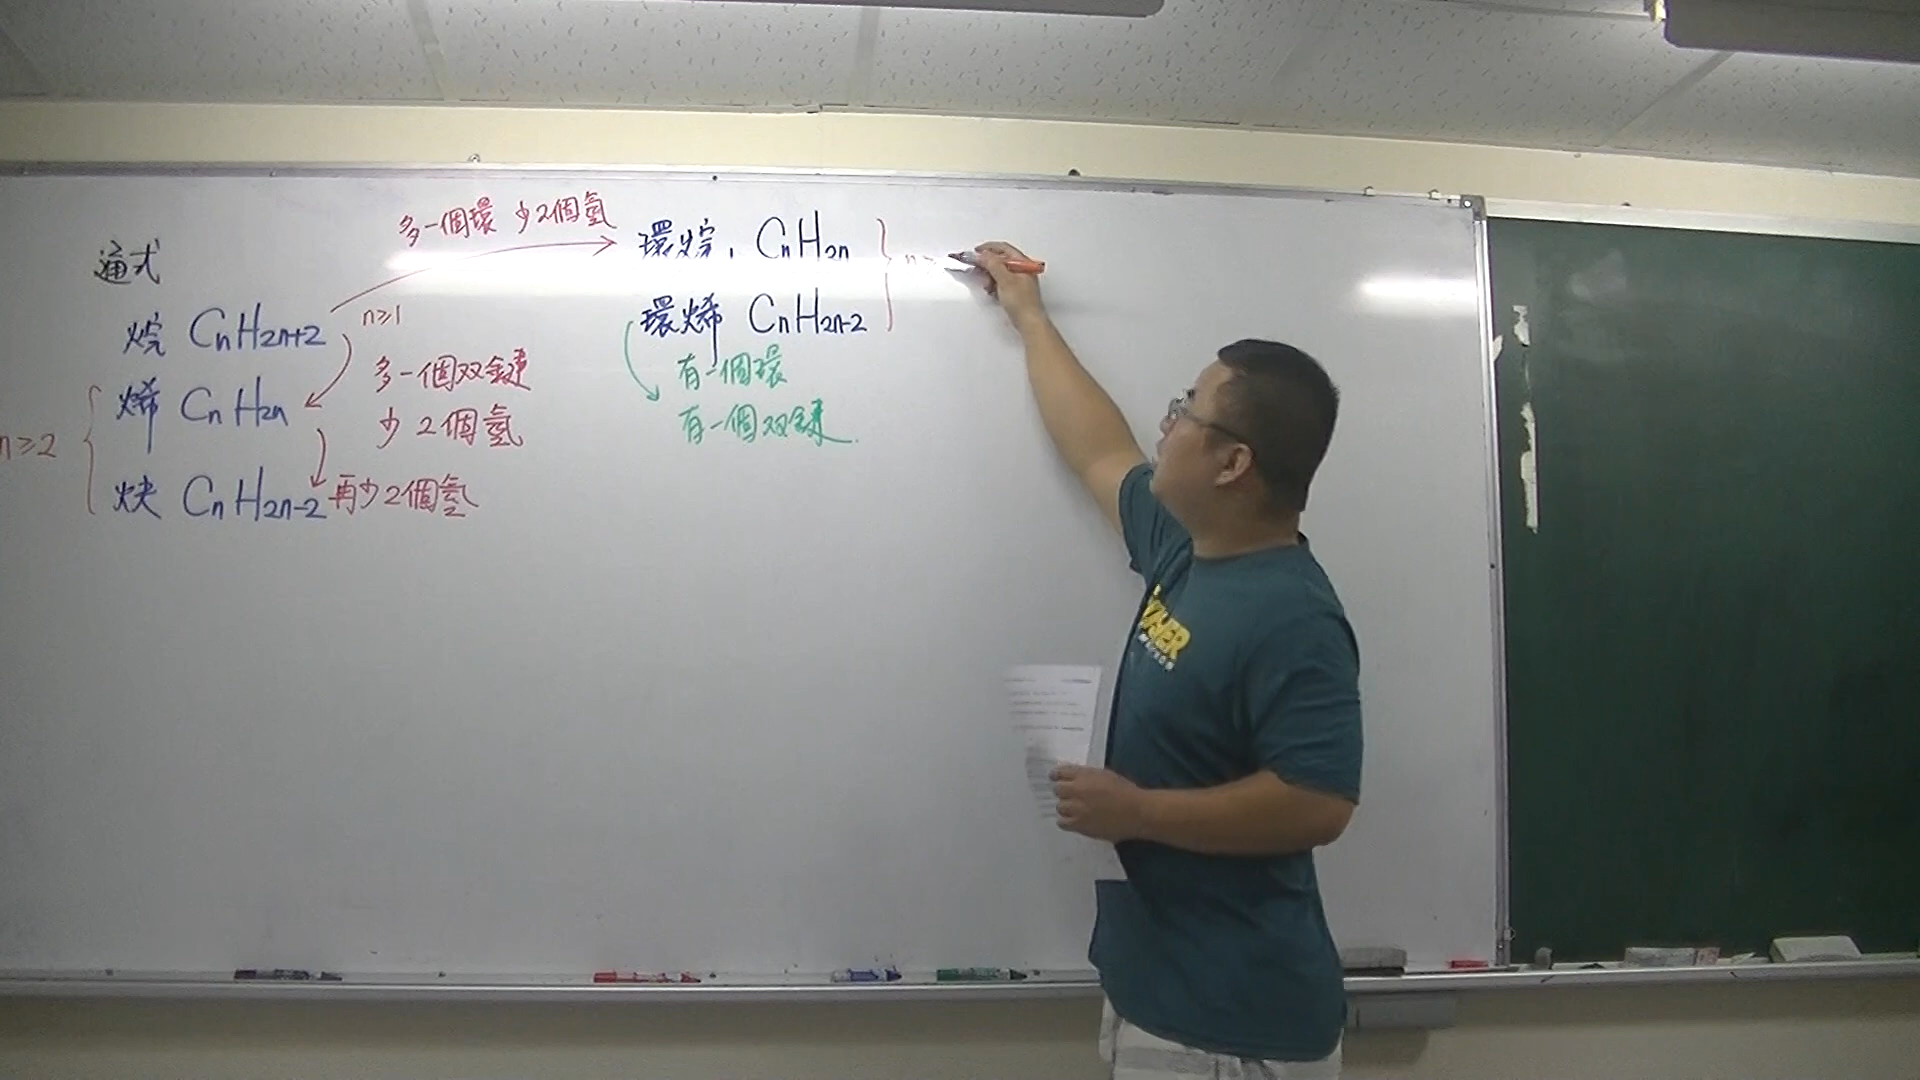 通式
烷 CnH2n+2
n≥1
烯 CnH2n
炔 CnH2n-2
n≥2
多一個双鍵
少2個氫
再少2個氫
多一個環 少2個氫
環烷, CnH2n
環烯 CnH2n-2
n≥
有一個環
有一個双鍵.